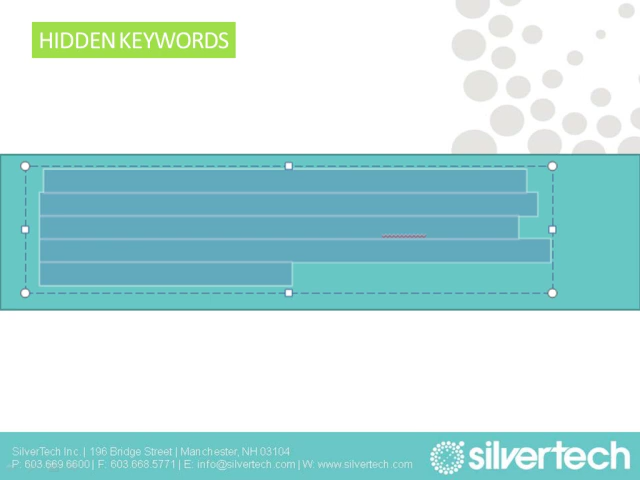 HIDDEN KEYWORDS
SilverTech Inc. | 196 Bridge Street | Manchester, NH 03104
P: 603.669.6600 | F: 603.668.5771 | E: info@silvertech.com | W: www.silvertech.com
silvertech